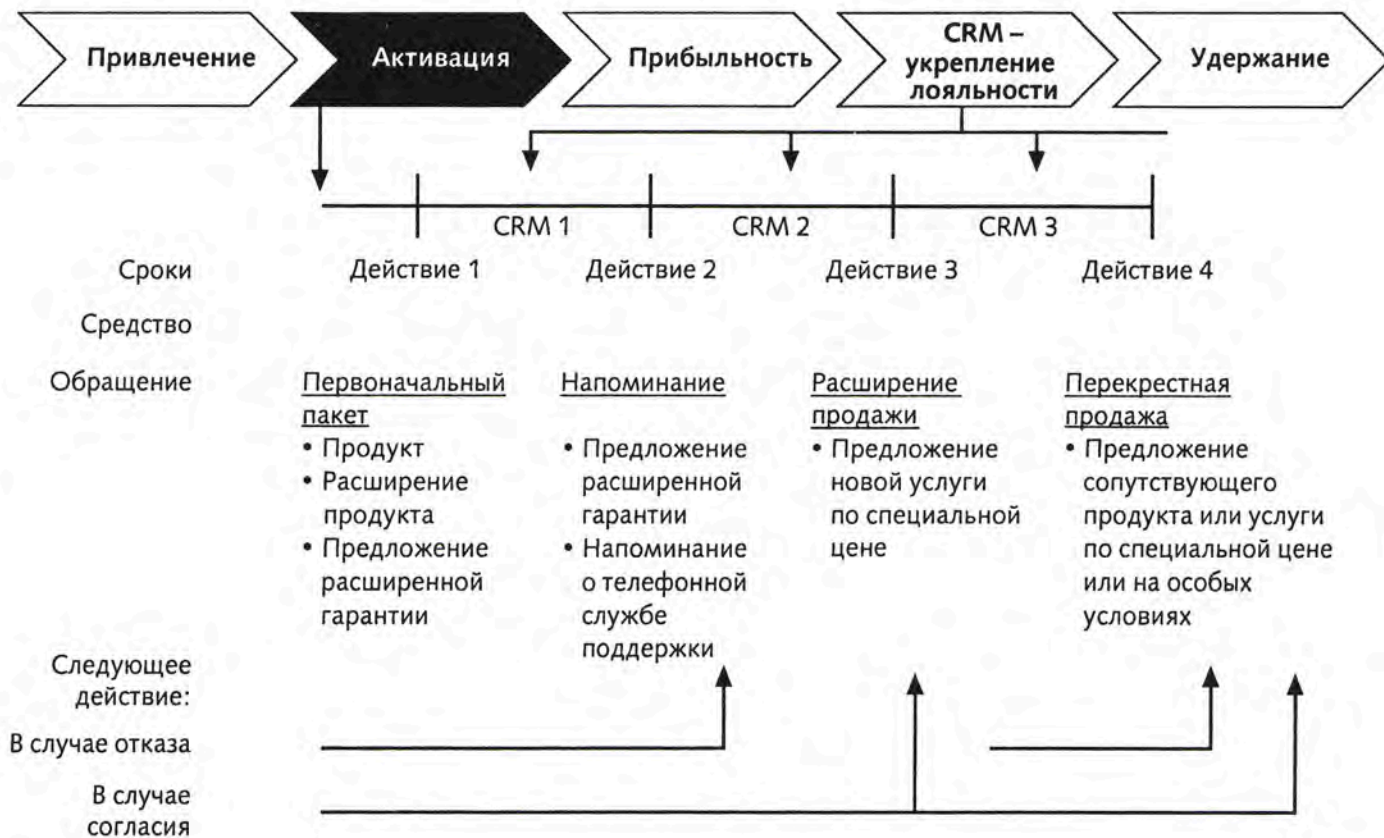 Привлечение
Активация
Прибыльность
CRM –
укрепление
лояльности
Удержание
CRM 1
CRM 2
CRM 3
Сроки
Действие 1
Действие 2
Действие 3
Действие 4
Средство
Обращение
Первоначальный
пакет
• Продукт
• Расширение
продукта
• Предложение
расширенной
гарантии
Напоминание
• Предложение
расширенной
гарантии
• Напоминание
о телефонной
службе
поддержки
Расширение
продажи
• Предложение
новой услуги
по специальной
цене
Перекрестная
продажа
• Предложение
сопутствующего
продукта или услуги
по специальной цене
или на особых
условиях
Следующее
действие:
В случае отказа
В случае
согласия